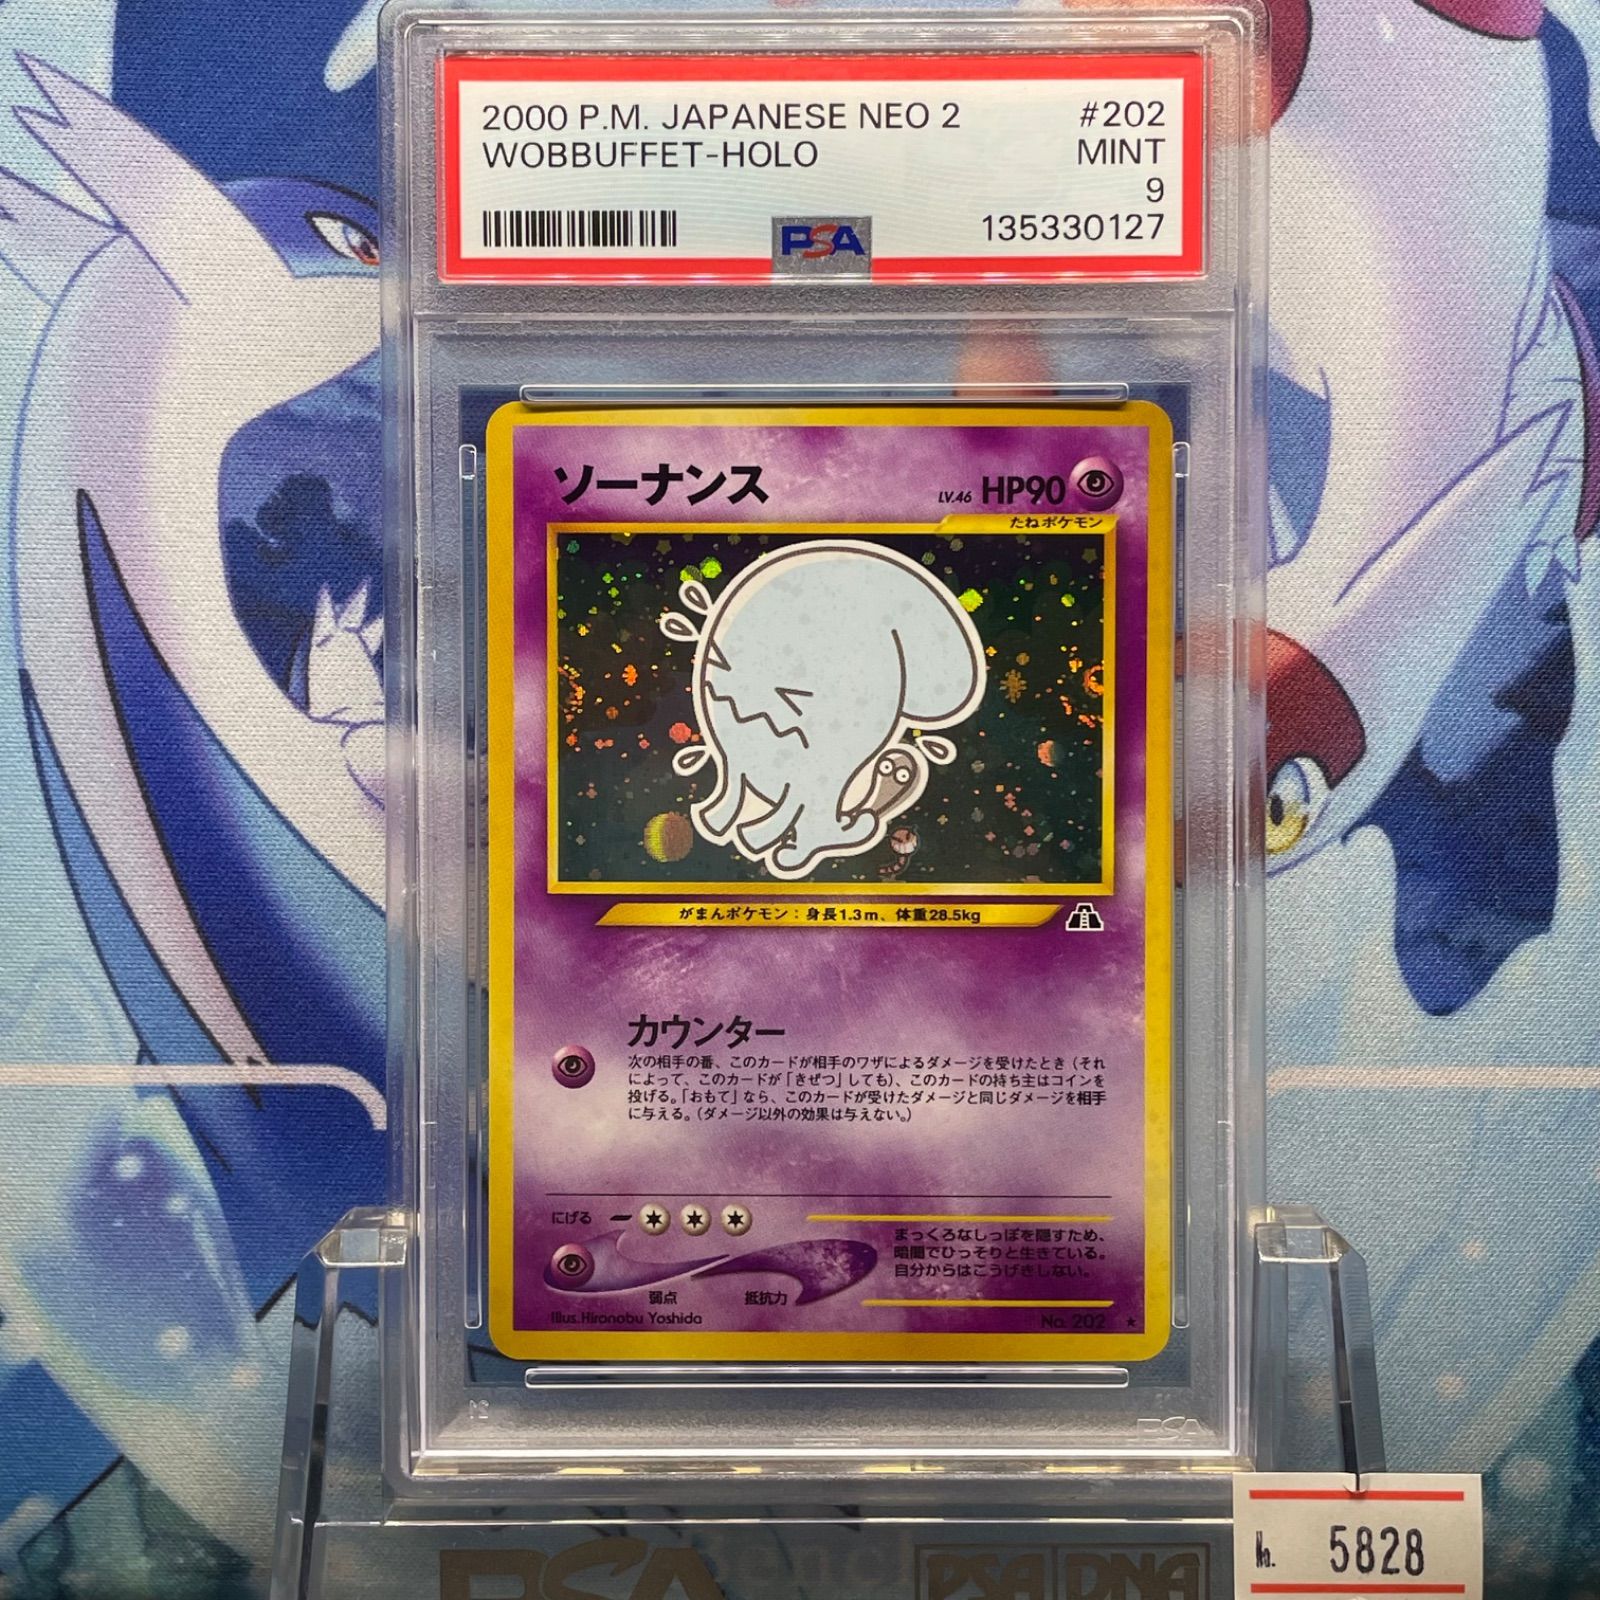 2000 P.M. JAPANESE NEO 2 #202
WOBBUFFET-HOLO MINT
9
PSA 135330127
ソーナンス LV.46 HP90
たねポケモン
がまんポケモン：身長1.3m、体重28.5kg
カウンター
次の相手の番、このカードが相手のワザによるダメージを受けたとき（それ
によって、このカードが「きぜつ」しても）、このカードの持ち主はコインを
投げる。「おもて」なら、このカードが受けたダメージと同じダメージを相手
に与える。（ダメージ以外の効果は与えない。）
にげる
まっくろなしっぽを隠すため、
暗闇でひっそりと生きている。
自分からはこうげきしない。
弱点 抵抗力
Illus.Hironobu Yoshida No. 202 ★
PSA
No. 5828
PSA PSA DNA